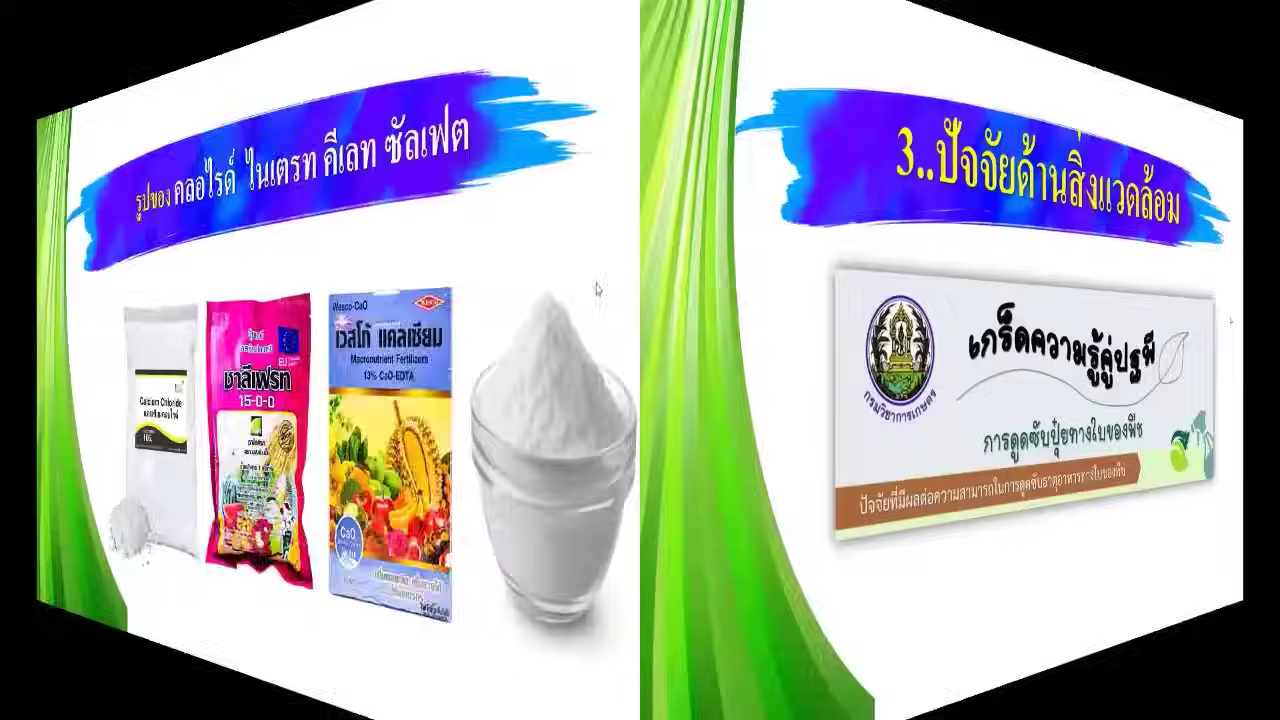 รูปของ คลอไรด์ ไนเตรท คีเลท ซัลเฟต
Calcium Chloride
ชาลีเฟรท
15-0-0
Wesco-CaO
เวสโก้ แคลเซียม
Macronutrient Fertilizers
13% CaO-EDTA
CaO
3..ปัจจัยด้านสิ่งแวดล้อม
กรมวิชาการเกษตร
เกร็ดความรู้คู่ปฐพี
การดูดซับปุ๋ยทางใบของพืช
ปัจจัยที่มีผลต่อความสามารถในการดูดซับธาตุอาหารทางใบของพืช